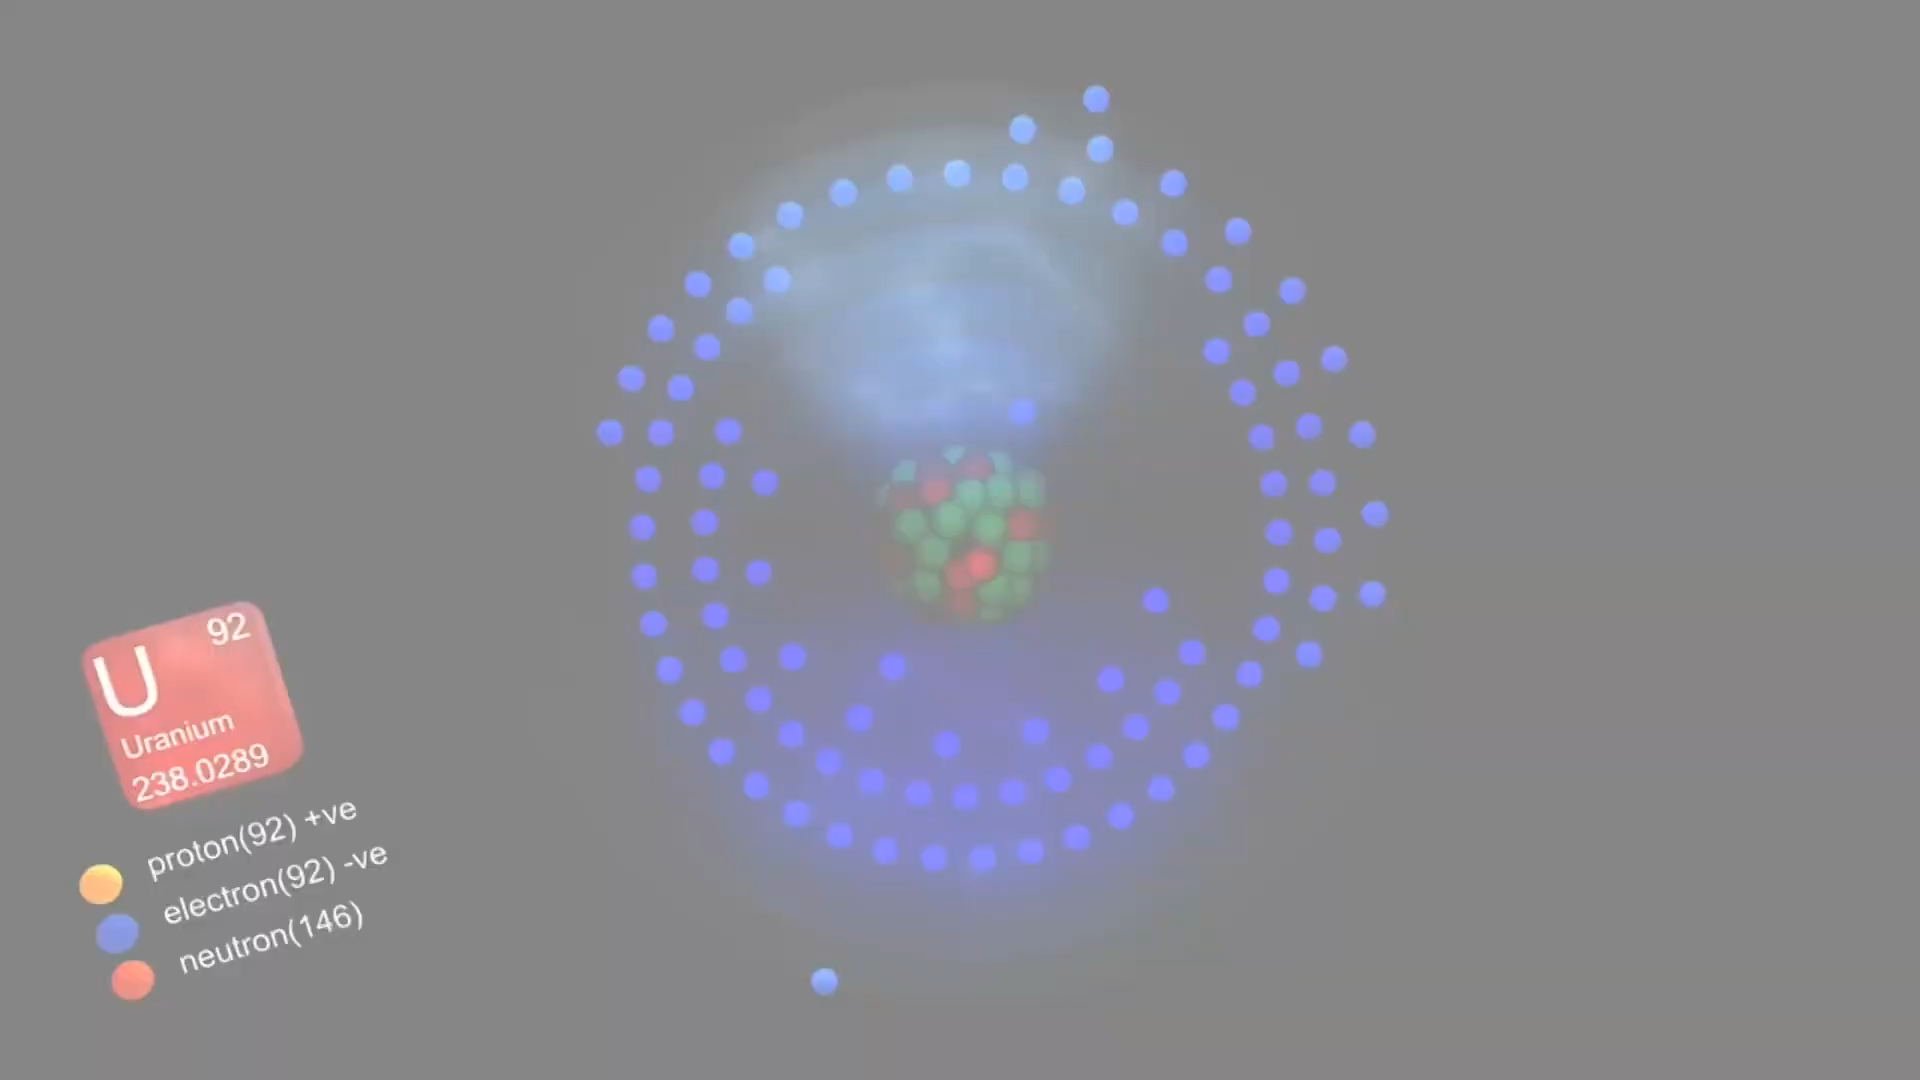 92
U
Uranium
238.0289
proton(92) +ve
electron(92) -ve
neutron(146)